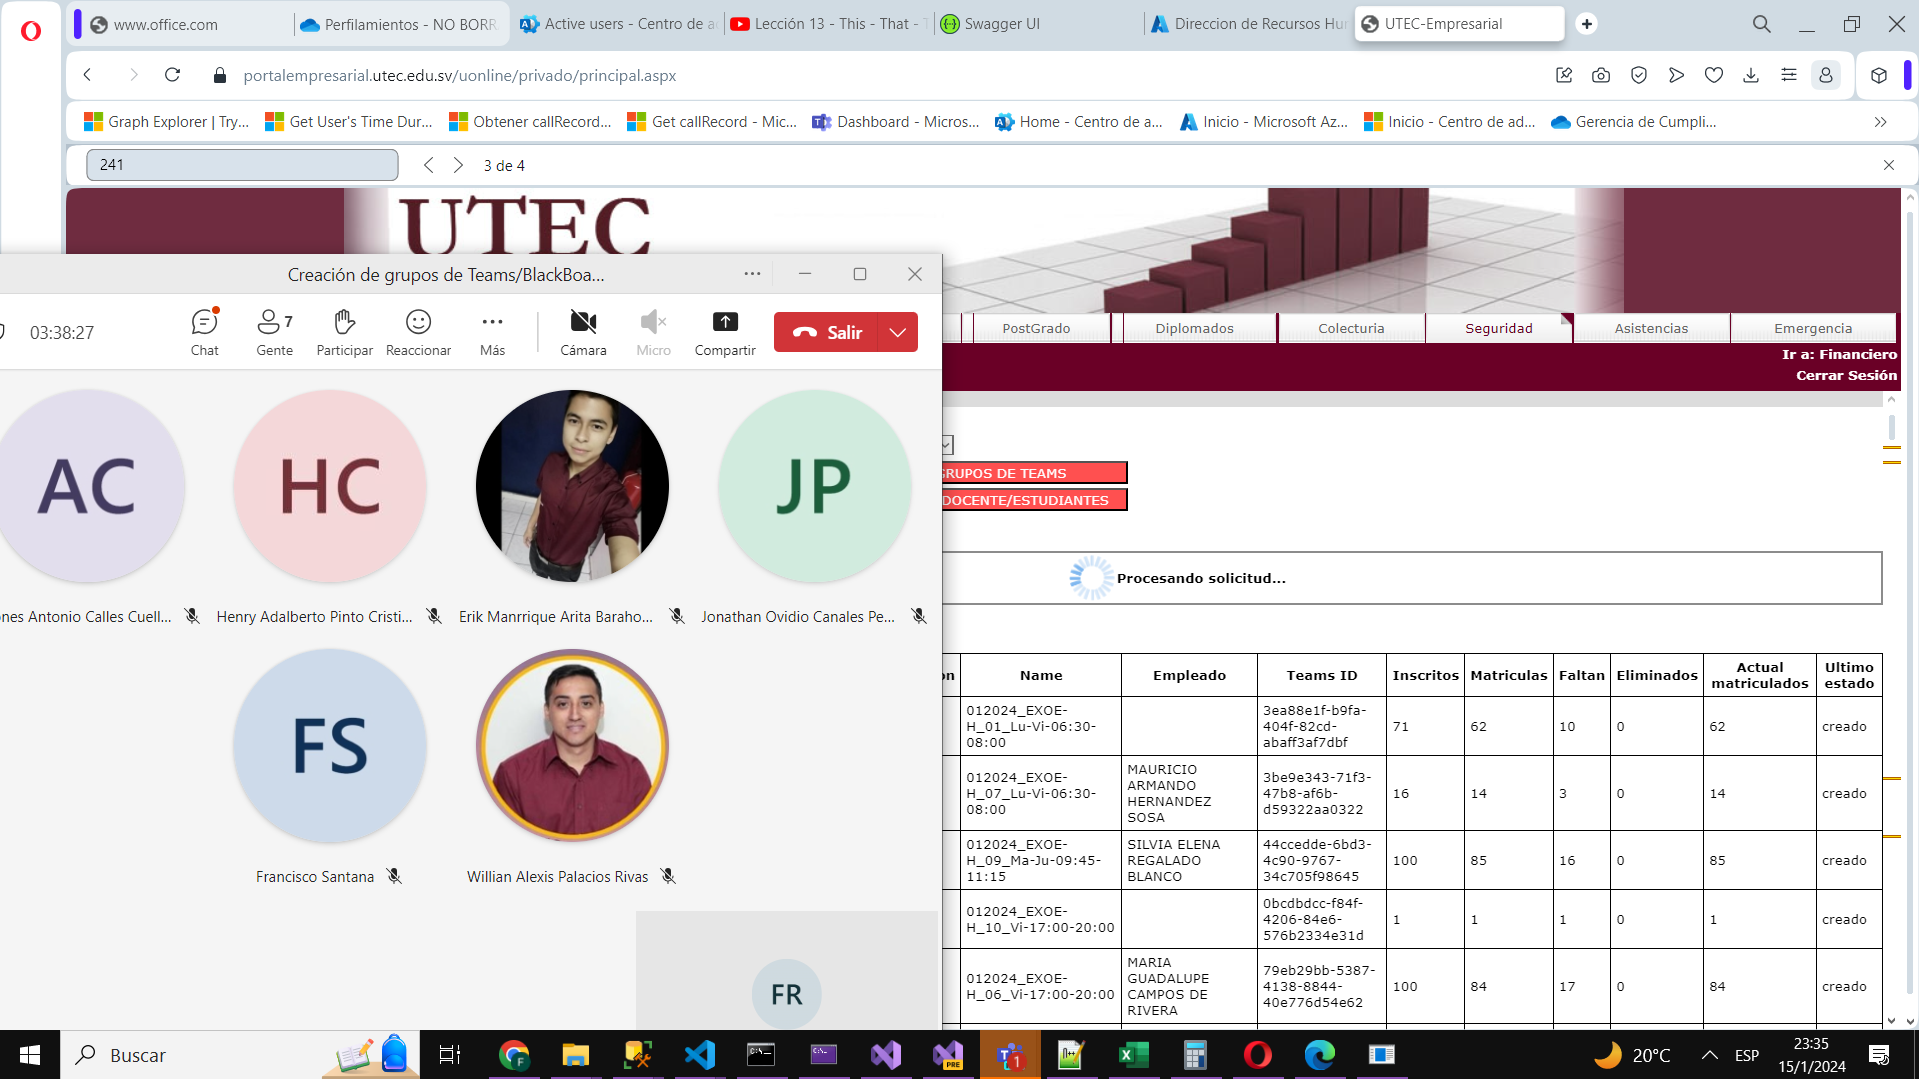 www.office.com
Perfilamientos - NO BORR
Active users - Centro de a
Lección 13 - This - That -
Swagger UI
Direccion de Recursos Hu
UTEC-Empresarial
portalempresarial.utec.edu.sv/uonline/privado/principal.aspx
Graph Explorer | Try...
Get User's Time Dur...
Obtener callRecord...
Get callRecord - Mic...
Dashboard - Micros...
Home - Centro de a...
Inicio - Microsoft Az...
Inicio - Centro de ad...
Gerencia de Cumpli...
241
3 de 4
UTEC
Creación de grupos de Teams/BlackBoa...
03:38:27
Chat
Gente
7
Participar
Reaccionar
Más
Cámara
Micro
Compartir
Salir
AC
HC
JP
nes Antonio Calles Cuell...
Henry Adalberto Pinto Cristi...
Erik Manrrique Arita Baraho...
Jonathan Ovidio Canales Pe...
FS
Francisco Santana
Willian Alexis Palacios Rivas
FR
PostGrado
Diplomados
Colecturia
Seguridad
Asistencias
Emergencia
Ir a: Financiero
Cerrar Sesión
GRUPOS DE TEAMS
DOCENTE/ESTUDIANTES
Procesando solicitud...
on Name Empleado Teams ID Inscritos Matriculas Faltan Eliminados Actual matriculados Ultimo estado
012024_EXOE-H_01_Lu-Vi-06:30-08:00 3ea88e1f-b9fa-404f-82cd-abaff3af7dbf 71 62 10 0 62 creado
012024_EXOE-H_07_Lu-Vi-06:30-08:00 MAURICIO ARMANDO HERNANDEZ SOSA 3be9e343-71f3-47b8-af6b-d59322aa0322 16 14 3 0 14 creado
012024_EXOE-H_09_Ma-Ju-09:45-11:15 SILVIA ELENA REGALADO BLANCO 44ccedde-6bd3-4c90-9767-34c705f98645 100 85 16 0 85 creado
012024_EXOE-H_10_Vi-17:00-20:00 0bcdbdcc-f84f-4206-84e6-576b2334e31d 1 1 1 0 1 creado
012024_EXOE-H_06_Vi-17:00-20:00 MARIA GUADALUPE CAMPOS DE RIVERA 79eb29bb-5387-4138-8844-40e776d54e62 100 84 17 0 84 creado
Buscar
PRE
1
20°C
ESP
23:35
15/1/2024